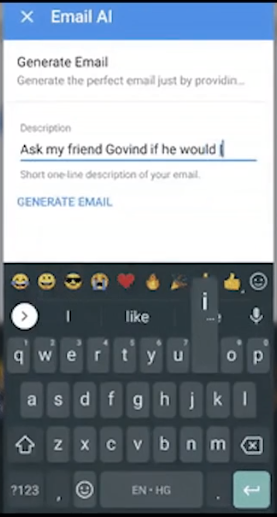 Email AI
Generate Email
Generate the perfect email just by providin...
Description
Ask my friend Govind if he would l
Short one-line description of your email.
GENERATE EMAIL
I like
i
...
q w e r t y u o p
a s d f g h j k l
z x c v b n m
?123 , EN • HG .